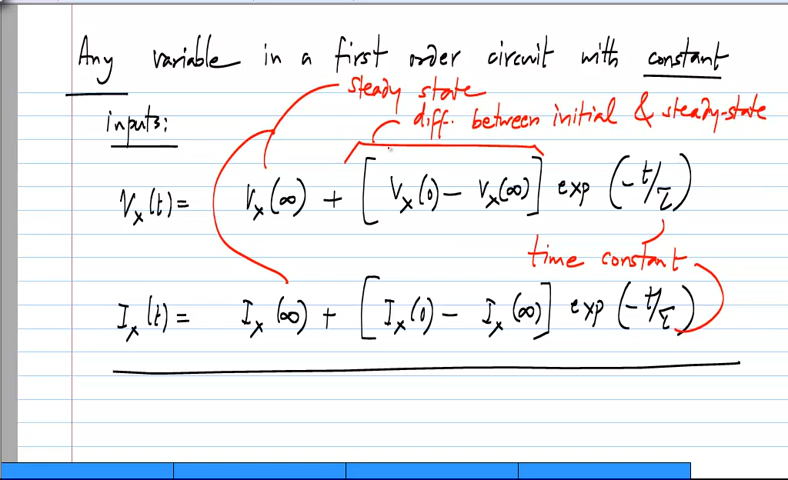 Any variable in a first order circuit with constant
inputs:
steady state
diff. between initial & steady-state
Vx(t) = Vx(∞) + [Vx(0) − Vx(∞)] exp (−t/τ)
time constant
Ix(t) = Ix(∞) + [Ix(0) − Ix(∞)] exp (−t/τ)